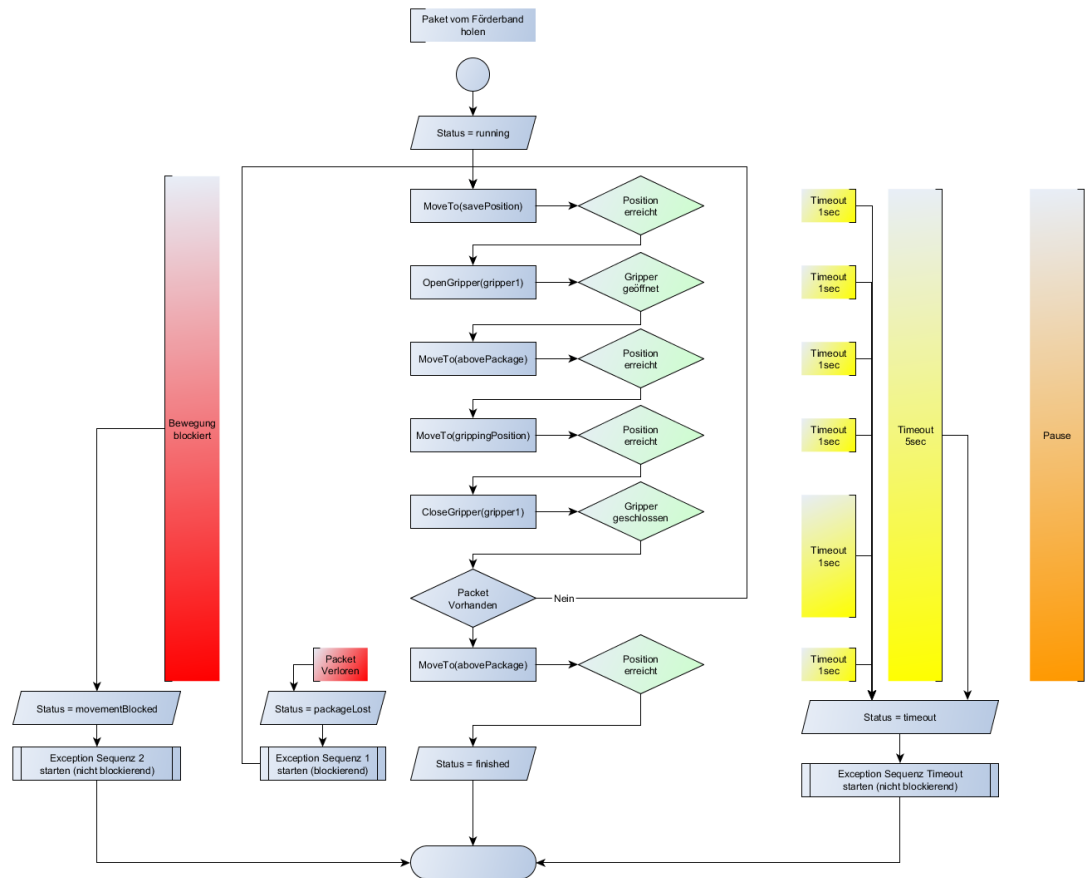 Paket vom Förderband
holen
Status = running
MoveTo(savePosition)
Position
erreicht
Timeout
1sec
OpenGripper(gripper1)
Gripper
geöffnet
Timeout
1sec
MoveTo(abovePackage)
Position
erreicht
Timeout
1sec
Bewegung
blockiert
MoveTo(grippingPosition)
Position
erreicht
Timeout
1sec
Timeout
5sec
Pause
CloseGripper(gripper1)
Gripper
geschlossen
Timeout
1sec
Packet
Vorhanden
Nein
Packet
Verloren
MoveTo(abovePackage)
Position
erreicht
Timeout
1sec
Status = movementBlocked
Status = packageLost
Status = timeout
Exception Sequenz 2
starten (nicht blockierend)
Exception Sequenz 1
starten (blockierend)
Status = finished
Exception Sequenz Timeout
starten (nicht blockierend)